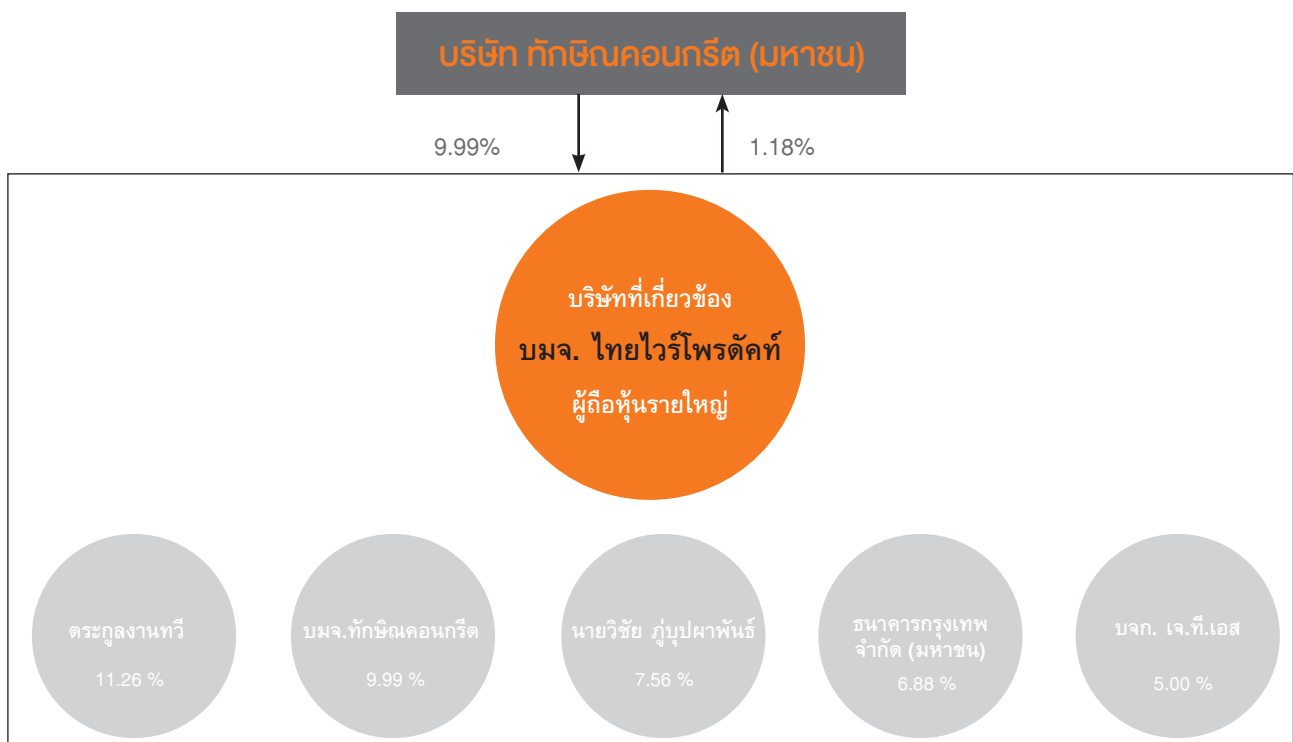 บริษัท ทักษิณคอนกรีต (มหาชน)
9.99%
1.18%
บริษัทที่เกี่ยวข้อง
บมจ. ไทยไวร์โพรดัคท์
ผู้ถือหุ้นรายใหญ่
ตระกูลงานทวี
11.26 %
บมจ.ทักษิณคอนกรีต
9.99 %
นายวิชัย ภู่บุปผาพันธ์
7.56 %
ธนาคารกรุงเทพ
จำกัด (มหาชน)
6.88 %
บจก. เจ.ที.เอส
5.00 %